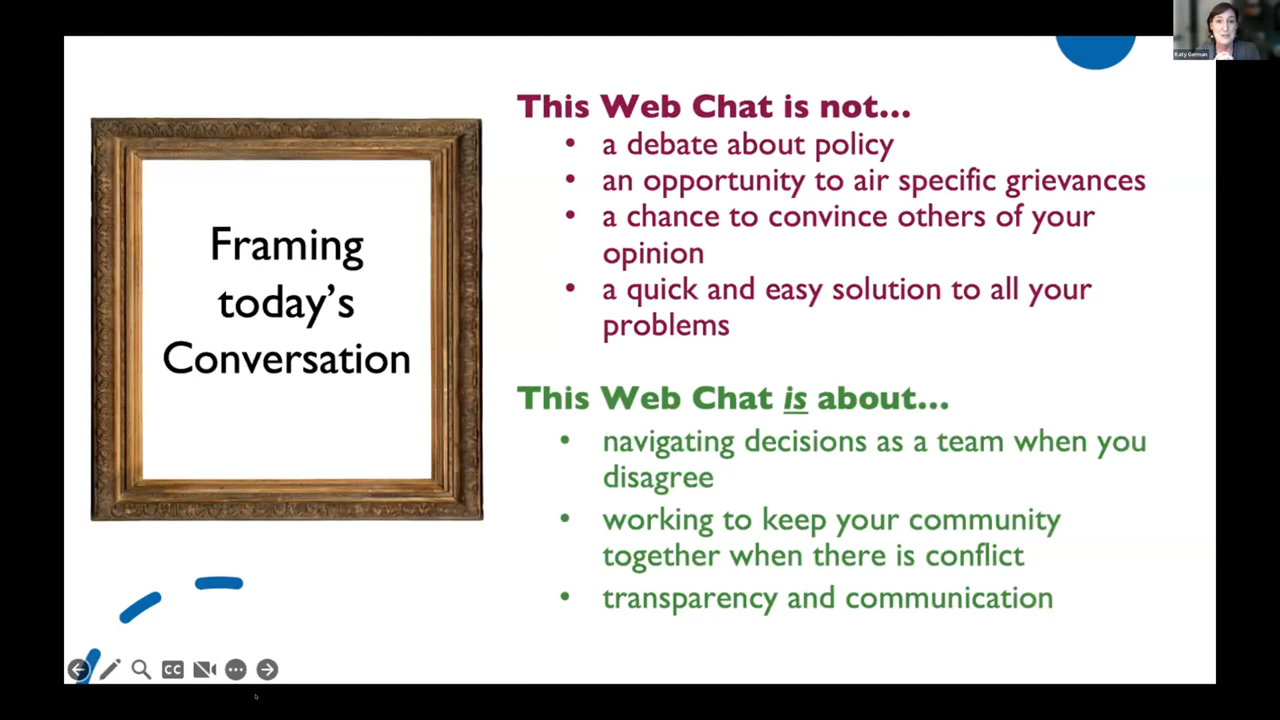 Katy German
Framing
today's
Conversation
This Web Chat is not...
• a debate about policy
• an opportunity to air specific grievances
• a chance to convince others of your
opinion
• a quick and easy solution to all your
problems
This Web Chat is about...
• navigating decisions as a team when you
disagree
• working to keep your community
together when there is conflict
• transparency and communication
CC